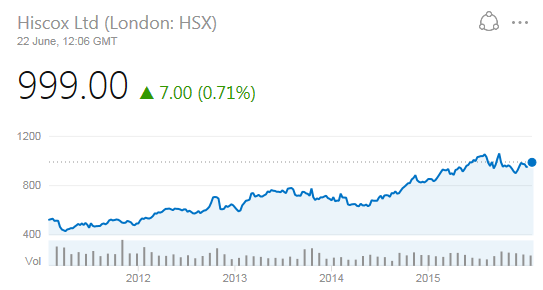 Hiscox Ltd (London: HSX)
22 June, 12:06 GMT
999.00 ▲ 7.00 (0.71%)
1200
800
400
Vol
2012 2013 2014 2015